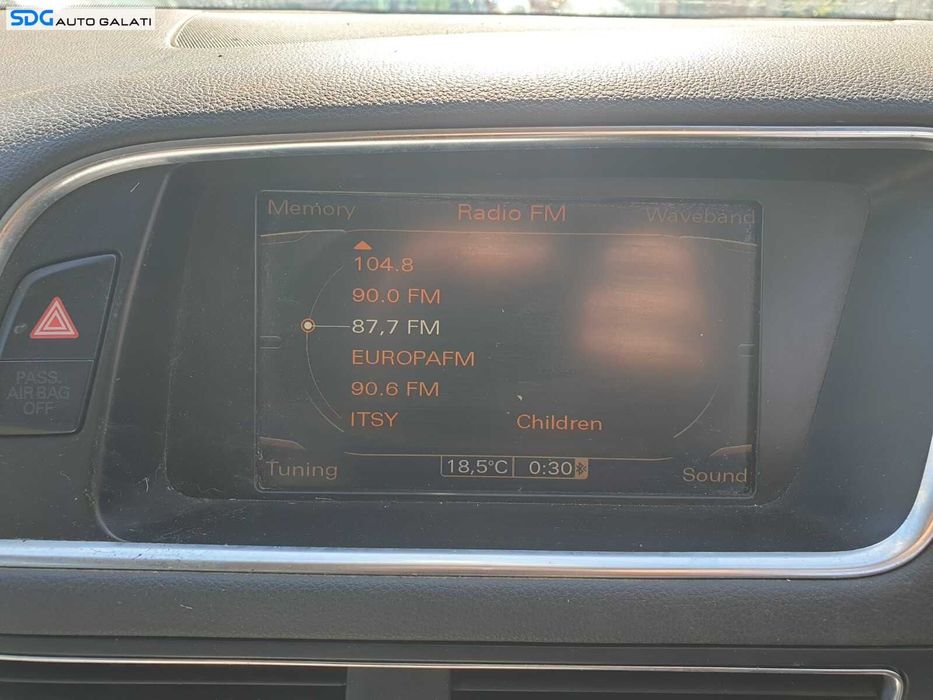 SDG AUTO GALATI
Memory Radio FM Waveband
104.8
90.0 FM
87,7 FM
EUROPAFM
90.6 FM
ITSY Children
Tuning 18,5°C 0:30 Sound
PASS.
AIR BAG
OFF